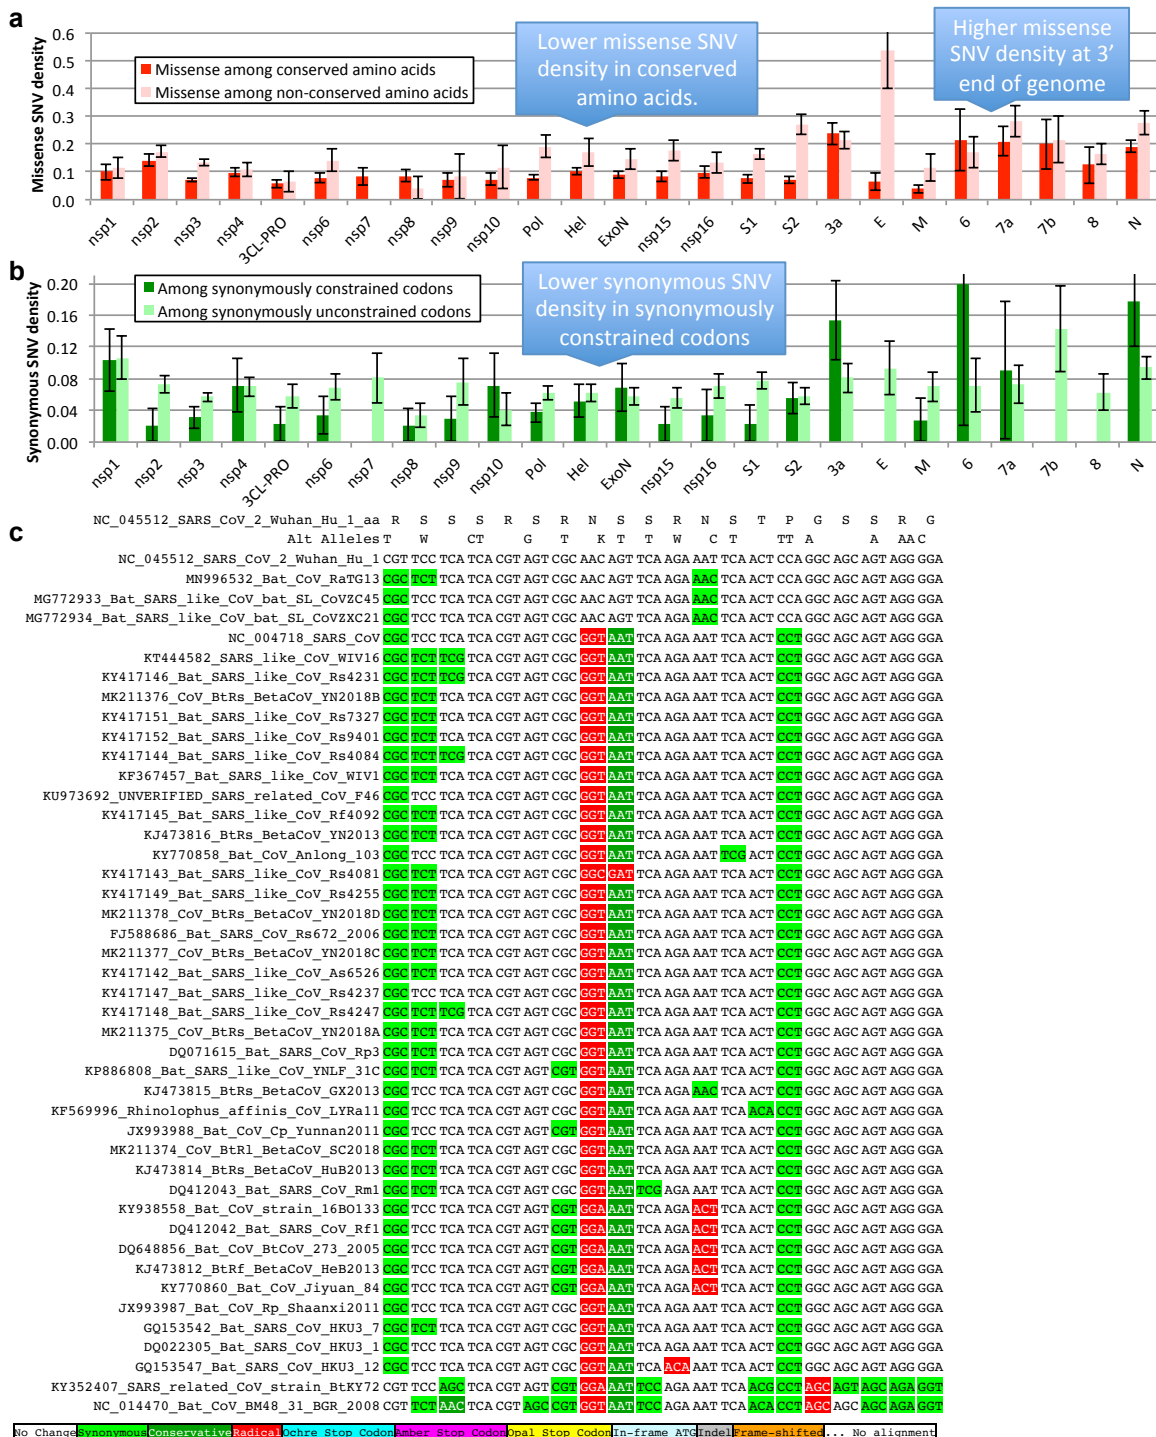 a
Missense SNV density
0.6
0.5
0.4
0.3
0.2
0.1
0.0
Missense among conserved amino acids
Missense among non-conserved amino acids
Lower missense SNV
density in conserved
amino acids.
Higher missense
SNV density at 3’
end of genome
nsp1 nsp2 nsp3 nsp4 3CL-PRO nsp6 nsp7 nsp8 nsp9 nsp10 Pol Hel ExoN nsp15 nsp16 S1 S2 3a E M 6 7a 7b 8 N
b
Synonymous SNV density
0.20
0.16
0.12
0.08
0.04
0.00
Among synonymously constrained codons
Among synonymously unconstrained codons
Lower synonymous SNV
density in synonymously
constrained codons
nsp1 nsp2 nsp3 nsp4 3CL-PRO nsp6 nsp7 nsp8 nsp9 nsp10 Pol Hel ExoN nsp15 nsp16 S1 S2 3a E M 6 7a 7b 8 N
c
NC_045512_SARS_CoV_2_Wuhan_Hu_1_aa R S S S R S R N S S R N S T P G S S R G
Alt Alleles T W CT G T K T T W C T TT A A AAC
NC_045512_SARS_CoV_2_Wuhan_Hu_1 CGT TCC TCA TCA CGT AGT CGC AAC AGT TCA AGA AAT TCA ACT CCA GGC AGC AGT AGG GGA
MN996532_Bat_CoV_RaTG13 CGC TCT TCA TCA CGT AGT CGC AAC AGT TCA AGA AAC TCA ACT CCA GGC AGC AGT AGG GGA
MG772933_Bat_SARS_like_CoV_bat_SL_CoVZC45 CGC TCC TCA TCA CGT AGT CGC AAC AGT TCA AGA AAC TCA ACT CCA GGC AGC AGT AGG GGA
MG772934_Bat_SARS_like_CoV_bat_SL_CoVZXC21 CGC TCC TCA TCA CGT AGT CGC AAC AGT TCA AGA AAC TCA ACT CCA GGC AGC AGT AGG GGA
NC_004718_SARS_CoV CGC TCC TCA TCA CGT AGT CGC GGT AAT TCA AGA AAT TCA ACT CCT GGC AGC AGT AGG GGA
KT444582_SARS_like_CoV_WIV16 CGC TCT TCG TCA CGT AGT CGC GGT AAT TCA AGA AAT TCA ACT CCT GGC AGC AGT AGG GGA
KY417146_Bat_SARS_like_CoV_Rs4231 CGC TCT TCG TCA CGT AGT CGC GGT AAT TCA AGA AAT TCA ACT CCT GGC AGC AGT AGG GGA
MK211376_CoV_BtRs_BetaCoV_YN2018B CGC TCT TCA TCA CGT AGT CGC GGT AAT TCA AGA AAT TCA ACT CCT GGC AGC AGT AGG GGA
KY417151_Bat_SARS_like_CoV_Rs7327 CGC TCT TCA TCA CGT AGT CGC GGT AAT TCA AGA AAT TCA ACT CCT GGC AGC AGT AGG GGA
KY417152_Bat_SARS_like_CoV_Rs9401 CGC TCT TCA TCA CGT AGT CGC GGT AAT TCA AGA AAT TCA ACT CCT GGC AGC AGT AGG GGA
KY417144_Bat_SARS_like_CoV_Rs4084 CGC TCT TCG TCA CGT AGT CGC GGT AAT TCA AGA AAT TCA ACT CCT GGC AGC AGT AGG GGA
KF367457_Bat_SARS_like_CoV_WIV1 CGC TCT TCA TCA CGT AGT CGC GGT AAT TCA AGA AAT TCA ACT CCT GGC AGC AGT AGG GGA
KU973692_UNVERIFIED_SARS_related_CoV_F46 CGC TCC TCA TCA CGT AGT CGC GGT AAT TCA AGA AAT TCA ACT CCT GGC AGC AGT AGG GGA
KY417145_Bat_SARS_like_CoV_Rf4092 CGC TCT TCA TCA CGT AGT CGC GGT AAT TCA AGA AAT TCA ACT CCT GGC AGC AGT AGG GGA
KJ473816_BtRs_BetaCoV_YN2013 CGC TCT TCA TCA CGT AGT CGC GGT AAT TCA AGA AAT TCA ACT CCT GGC AGC AGT AGG GGA
KY770858_Bat_CoV_Anlong_103 CGC TCC TCA TCA CGT AGT CGC GGT AAT TCA AGA AAT TCG ACT CCT GGC AGC AGT AGG GGA
KY417143_Bat_SARS_like_CoV_Rs4081 CGC TCT TCA TCA CGT AGT CGC GGC GAT TCA AGA AAT TCA ACT CCT GGC AGC AGT AGG GGA
KY417149_Bat_SARS_like_CoV_Rs4255 CGC TCT TCA TCA CGT AGT CGC GGT AAT TCA AGA AAT TCA ACT CCT GGC AGC AGT AGG GGA
MK211378_CoV_BtRs_BetaCoV_YN2018D CGC TCT TCA TCA CGT AGT CGC GGT AAT TCA AGA AAT TCA ACT CCT GGC AGC AGT AGG GGA
FJ588686_Bat_SARS_CoV_Rs672_2006 CGC TCT TCA TCA CGT AGT CGC GGT AAT TCA AGA AAT TCA ACT CCT GGC AGC AGT AGG GGA
MK211377_CoV_BtRs_BetaCoV_YN2018C CGC TCT TCA TCA CGT AGT CGC GGT AAT TCA AGA AAT TCA ACT CCT GGC AGC AGT AGG GGA
KY417142_Bat_SARS_like_CoV_As6526 CGC TCT TCA TCA CGT AGT CGC GGT AAT TCA AGA AAT TCA ACT CCT GGC AGC AGT AGG GGA
KY417147_Bat_SARS_like_CoV_Rs4237 CGC TCC TCA TCA CGT AGT CGC GGT AAT TCA AGA AAT TCA ACT CCT GGC AGC AGT AGG GGA
KY417148_Bat_SARS_like_CoV_Rs4247 CGC TCT TCG TCA CGT AGT CGC GGT AAT TCA AGA AAT TCA ACT CCT GGC AGC AGT AGG GGA
MK211375_CoV_BtRs_BetaCoV_YN2018A CGC TCT TCA TCA CGT AGT CGC GGT AAT TCA AGA AAT TCA ACT CCT GGC AGC AGT AGG GGA
DQ071615_Bat_SARS_CoV_Rp3 CGC TCT TCA TCA CGT AGT CGC GGT AAT TCA AGA AAT TCA ACT CCT GGC AGC AGT AGG GGA
KP886808_Bat_SARS_like_CoV_YNLF_31C CGC TCT TCA TCA CGT AGT CGT GGT AAT TCA AGA AAT TCA ACT CCT GGC AGC AGT AGG GGA
KJ473815_BtRs_BetaCoV_GX2013 CGC TCC TCA TCA CGT AGT CGC GGT AAT TCA AGA AAC TCA ACT CCT GGC AGC AGT AGG GGA
KF569996_Rhinolophus_affinis_CoV_LYRa11 CGC TCC TCA TCA CGT AGT CGC GGT AAT TCA AGA AAT TCA ACA CCT GGC AGC AGT AGG GGA
JX993988_Bat_CoV_Cp_Yunnan2011 CGC TCC TCA TCA CGT AGT CGT GGT AAT TCA AGA AAT TCA ACT CCT GGC AGC AGT AGG GGA
MK211374_CoV_BtRl_BetaCoV_SC2018 CGC TCT TCA TCA CGT AGT CGC GGT AAT TCA AGA AAT TCA ACT CCT GGC AGC AGT AGG GGA
KJ473814_BtRs_BetaCoV_HuB2013 CGC TCT TCA TCA CGT AGT CGC GGT AAT TCA AGA AAT TCA ACT CCT GGC AGC AGT AGG GGA
DQ412043_Bat_SARS_CoV_Rm1 CGC TCT TCA TCA CGT AGT CGC GGT AAT TCG AGA AAT TCA ACT CCT GGC AGC AGT AGG GGA
KY938558_Bat_CoV_strain_16BO133 CGC TCC TCA TCA CGT AGT CGT GGA AAT TCA AGA ACT TCA ACT CCT GGC AGC AGT AGG GGA
DQ412042_Bat_SARS_CoV_Rf1 CGC TCC TCA TCA CGT AGT CGT GGA AAT TCA AGA ACT TCA ACT CCT GGC AGC AGT AGG GGA
DQ648856_Bat_CoV_BtCoV_273_2005 CGC TCC TCA TCA CGT AGT CGT GGA AAT TCA AGA ACT TCA ACT CCT GGC AGC AGT AGG GGA
KJ473812_BtRf_BetaCoV_HeB2013 CGC TCC TCA TCA CGT AGT CGT GGA AAT TCA AGA ACT TCA ACT CCT GGC AGC AGT AGG GGA
KY770860_Bat_CoV_Jiyuan_84 CGC TCC TCA TCA CGT AGT CGT GGA AAT TCA AGA ACT TCA ACT CCT GGC AGC AGT AGG GGA
JX993987_Bat_CoV_Rp_Shaanxi2011 CGC TCC TCA TCA CGT AGT CGC GGT AAT TCA AGA AAT TCA ACT CCT GGC AGC AGT AGG GGA
GQ153542_Bat_SARS_CoV_HKU3_7 CGC TCT TCA TCA CGT AGT CGC GGT AAT TCA AGA AAT TCA ACT CCT GGC AGC AGT AGG GGA
DQ022305_Bat_SARS_CoV_HKU3_1 CGC TCC TCA TCA CGT AGT CGC GGT AAT TCA AGA AAT TCA ACT CCT GGC AGC AGT AGG GGA
GQ153547_Bat_SARS_CoV_HKU3_12 CGC TCC TCA TCA CGT AGT CGC GGT AAT TCA ACA AAT TCA ACT CCT GGC AGC AGT AGG GGA
KY352407_SARS_related_CoV_strain_BtKY72 CGT TCC AGC TCA CGT AGT CGT GGA AAT TCC AGA AAT TCA ACG CCT AGC AGT AGC AGA GGT
NC_014470_Bat_CoV_BM48_31_BGR_2008 CGT TCT AAC TCA CGT AGC CGT GGT AAT TCC AGA AAT TCA ACA CCT AGC AGC AGC AGA GGT
No Change Synonymous Conservative Radical Ochre Stop Codon Amber Stop Codon Opal Stop Codon In-frame ATG Indel Frame-shifted ... No alignment